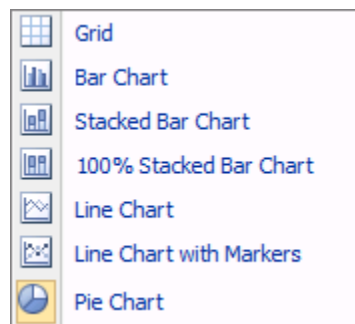 Grid
Bar Chart
Stacked Bar Chart
100% Stacked Bar Chart
Line Chart
Line Chart with Markers
Pie Chart